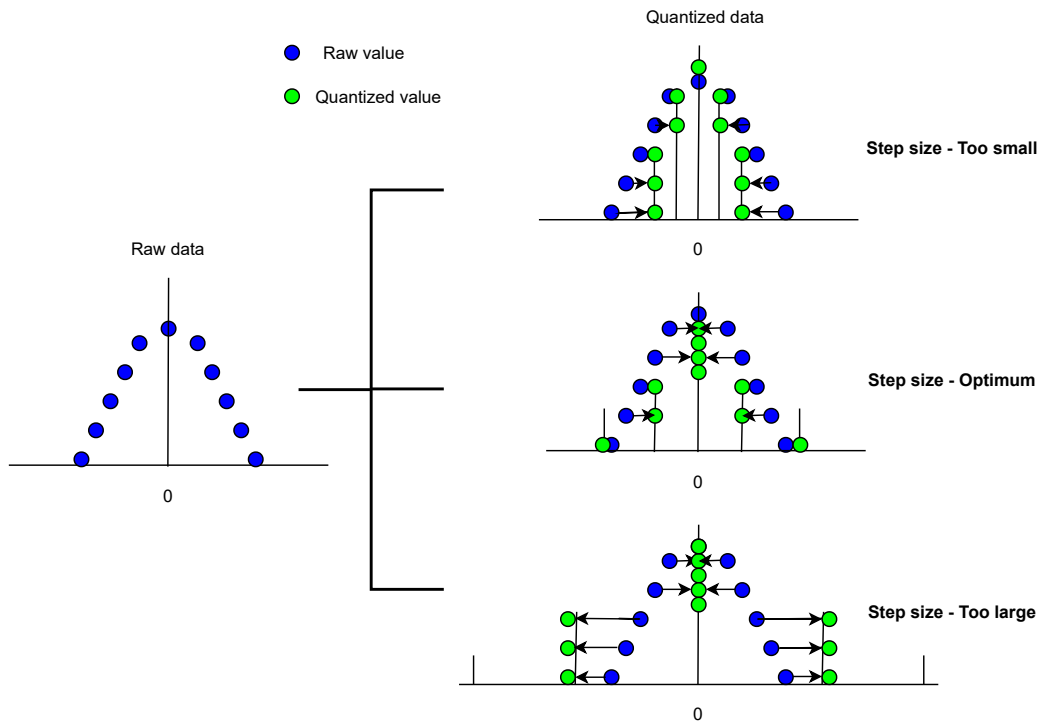 Quantized data
Raw value
Quantized value
Step size - Too small
0
Raw data
0
Step size - Optimum
0
Step size - Too large
0